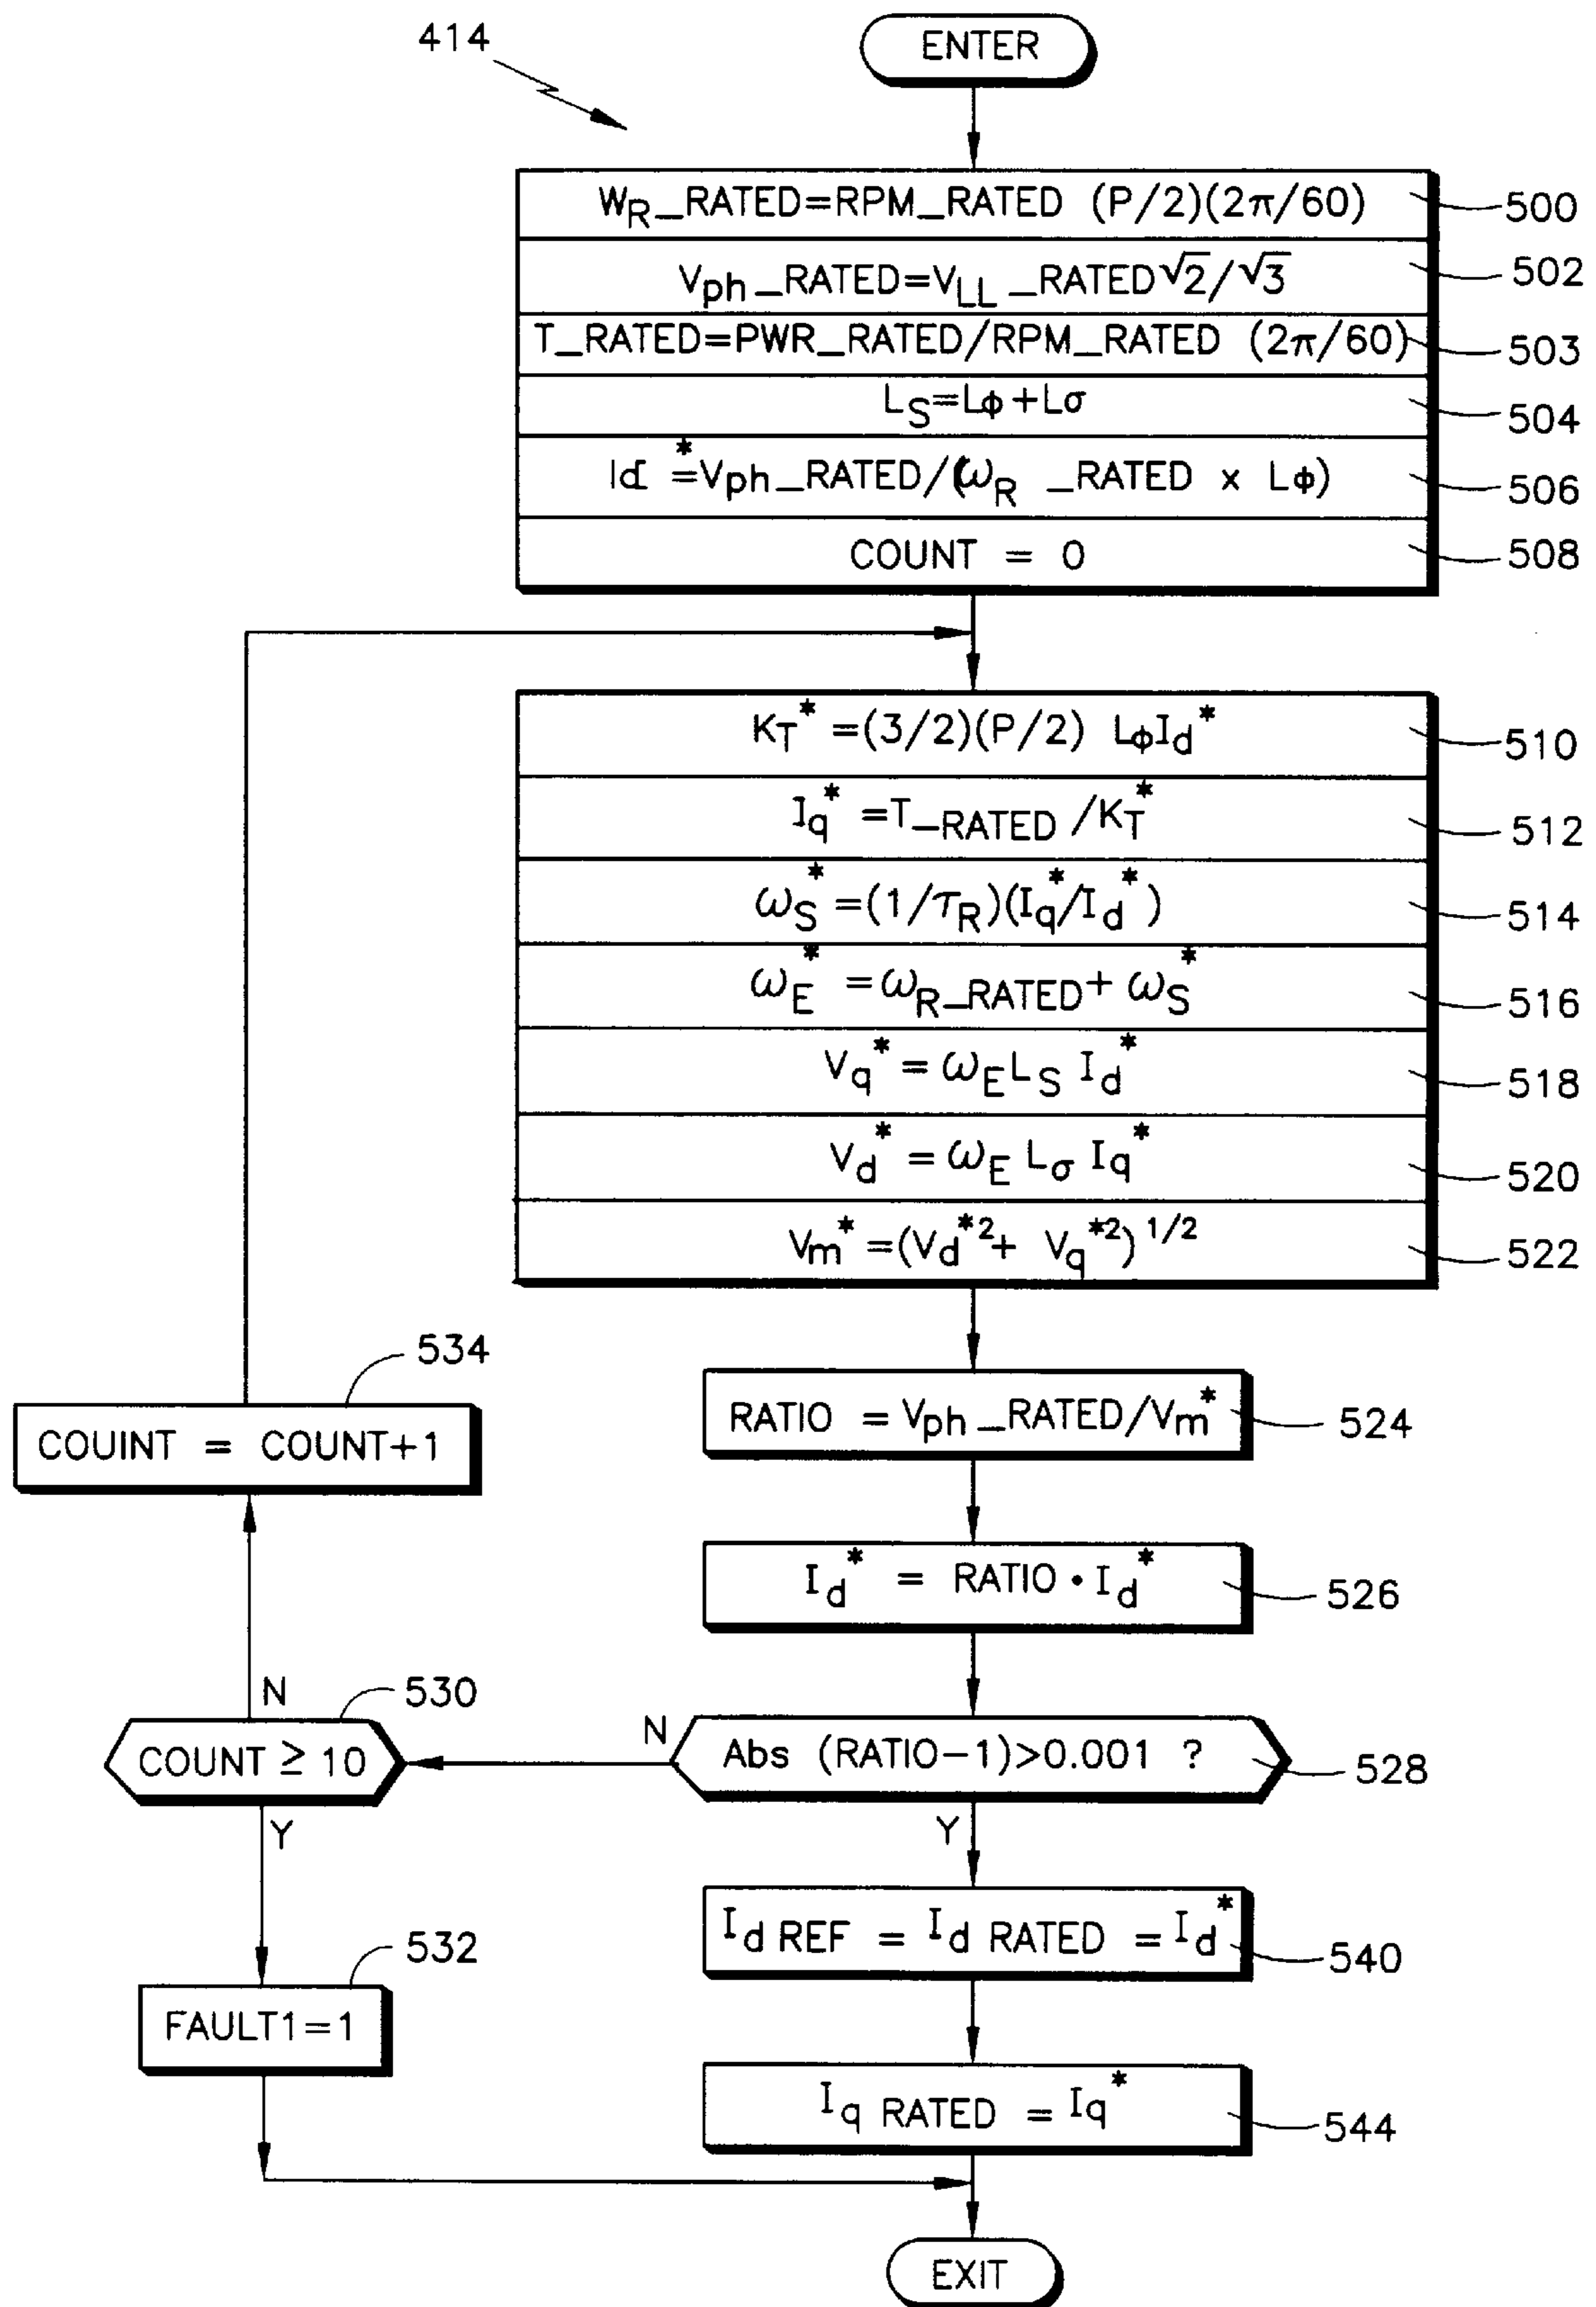 414
ENTER
W_R_RATED=RPM_RATED (P/2)(2π/60)
500
V_ph_RATED=V_LL_RATED√2/√3
502
T_RATED=PWR_RATED/RPM_RATED (2π/60)
503
L_S=Lφ+Lσ
504
Id*=V_ph_RATED/(ω_R_RATED x Lφ)
506
COUNT = 0
508
K_T*=(3/2)(P/2) LφI_d*
510
I_q*=T_RATED/K_T*
512
ω_S*=(1/τ_R)(I_q*/I_d*)
514
ω_E*=ω_R_RATED+ω_S*
516
V_q*=ω_E L_S I_d*
518
V_d*=ω_E L_σ I_q*
520
V_m*=(V_d*²+ V_q*²)^1/2
522
RATIO = V_ph_RATED/V_m*
524
534
COUINT = COUNT+1
I_d* = RATIO • I_d*
526
N
530
COUNT ≥ 10
N
Abs (RATIO-1)>0.001 ?
528
Y
Y
I_d REF = I_d RATED = I_d*
540
532
FAULT1=1
I_q RATED = I_q*
544
EXIT